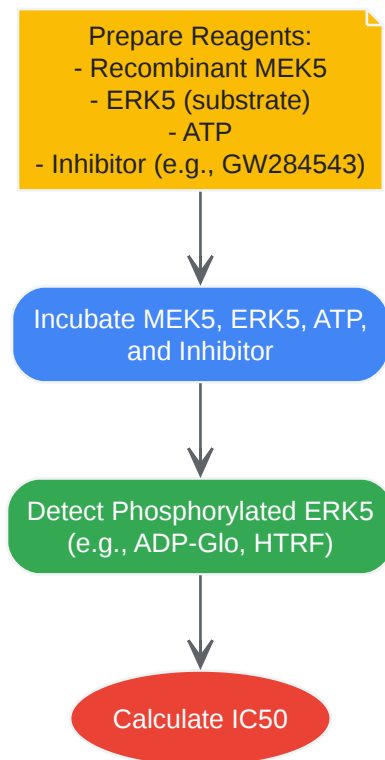 Prepare Reagents:
- Recombinant MEK5
- ERK5 (substrate)
- ATP
- Inhibitor (e.g., GW284543)
Incubate MEK5, ERK5, ATP,
and Inhibitor
Detect Phosphorylated ERK5
(e.g., ADP-Glo, HTRF)
Calculate IC50